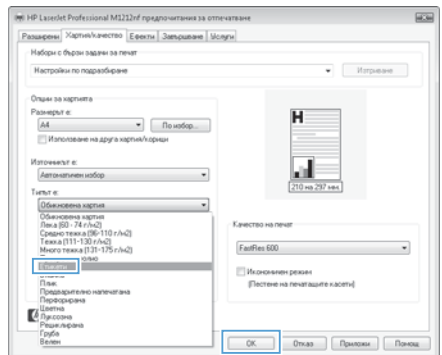 HP LaserJet Professional M1212nf предпочитания за отпечатване
Разширени Хартия/качество Ефекти Завършване Услуги
Набори с бързи задачи за печат
Настройки по подразбиране
Изтриване
Опции за хартията
Размерът е:
A4
По избор...
Използване на друга хартия/корици
Източникът е:
Автоматичен избор
Типът е:
Обикновена хартия
Обикновена хартия
Лека (60 - 74 г/м2)
Средно тежка (96-110 г/м2)
Тежка (111-130 г/м2)
Много тежка (131-175 г/м2)
Етикети
Плик
Предварително напечатана
Перфорирана
Цветна
Луксозна
Рециклирана
Груба
Велен
210 на 297 мм.
Качество на печат
FastRes 600
Икономичен режим
(Пестене на печатащите касети)
OK Отказ Приложи Помощ